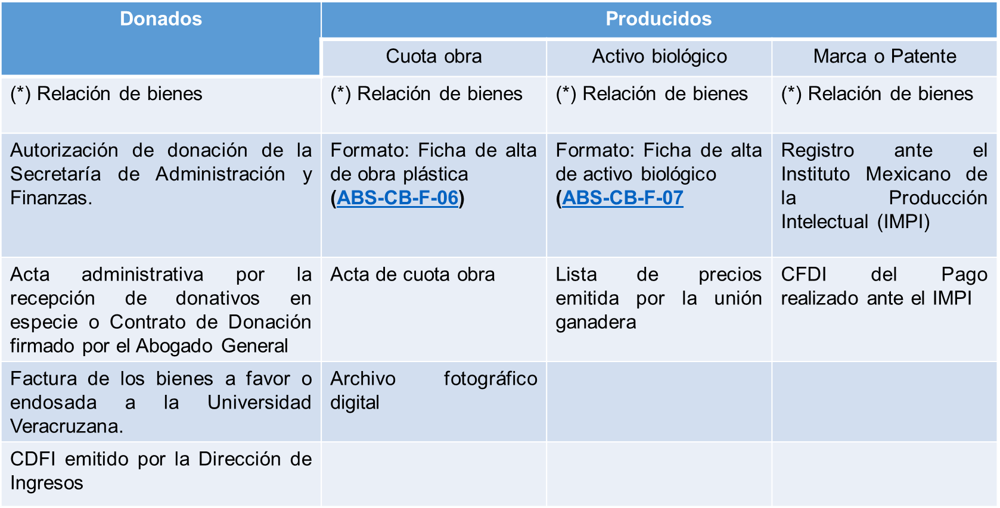 Donados
Producidos
Cuota obra
Activo biológico
Marca o Patente
(*) Relación de bienes
(*) Relación de bienes
(*) Relación de bienes
(*) Relación de bienes
Autorización de donación de la
Secretaría de Administración y
Finanzas.
Formato: Ficha de alta
de obra plástica
(ABS-CB-F-06)
Formato: Ficha de alta
de activo biológico
(ABS-CB-F-07
Registro ante el
Instituto Mexicano de
la Producción
Intelectual (IMPI)
Acta administrativa por la
recepción de donativos en
especie o Contrato de Donación
firmado por el Abogado General
Acta de cuota obra
Lista de precios
emitida por la unión
ganadera
CFDI del Pago
realizado ante el IMPI
Factura de los bienes a favor o
endosada a la Universidad
Veracruzana.
Archivo fotográfico
digital
CDFI emitido por la Dirección de
Ingresos